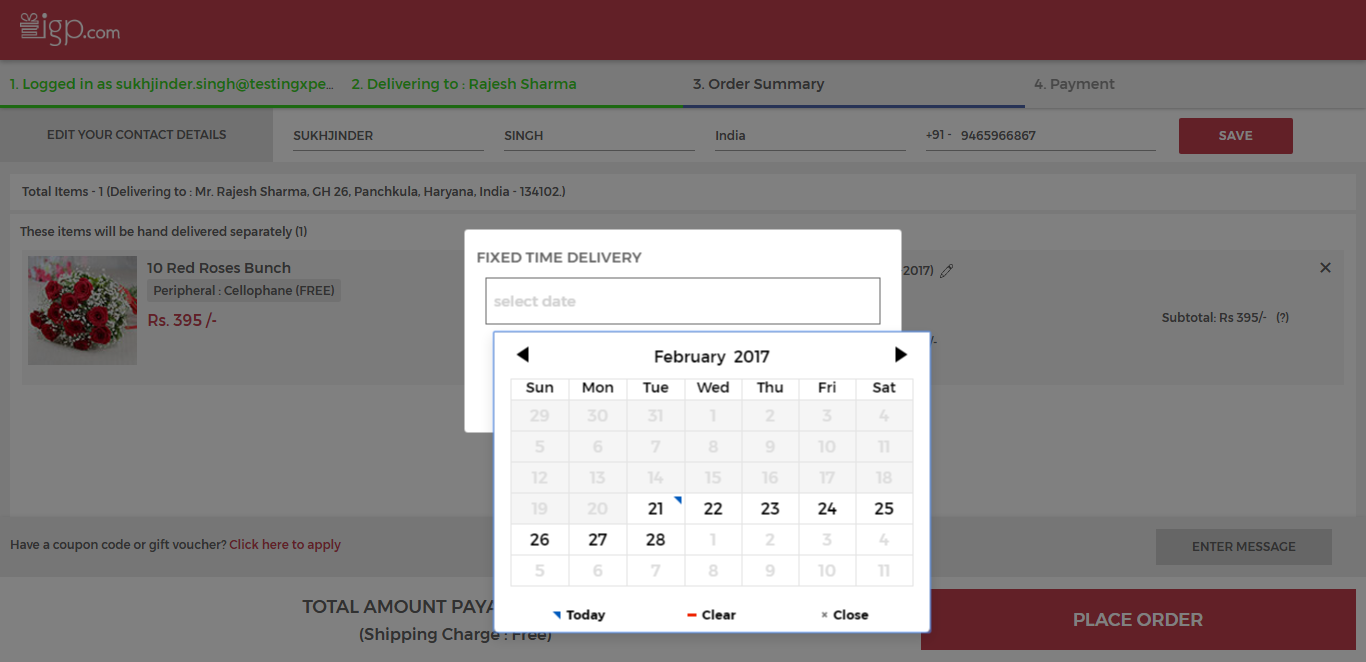 igp.com
1. Logged in as sukhjinder.singh@testingxpe... 2. Delivering to : Rajesh Sharma 3. Order Summary 4. Payment
EDIT YOUR CONTACT DETAILS SUKHJINDER SINGH India +91 - 9465966867 SAVE
Total Items - 1 (Delivering to : Mr. Rajesh Sharma, GH 26, Panchkula, Haryana, India - 134102.)
These items will be hand delivered separately (1)
10 Red Roses Bunch
Peripheral : Cellophane (FREE)
Rs. 395 /-
2017)
/-
Subtotal: Rs 395/- (?)
FIXED TIME DELIVERY
select date
February 2017
Sun Mon Tue Wed Thu Fri Sat
29 30 31 1 2 3 4
5 6 7 8 9 10 11
12 13 14 15 16 17 18
19 20 21 22 23 24 25
26 27 28 1 2 3 4
5 6 7 8 9 10 11
Today Clear × Close
Have a coupon code or gift voucher? Click here to apply
ENTER MESSAGE
TOTAL AMOUNT
(Shipping Charge : Free)
PLACE ORDER